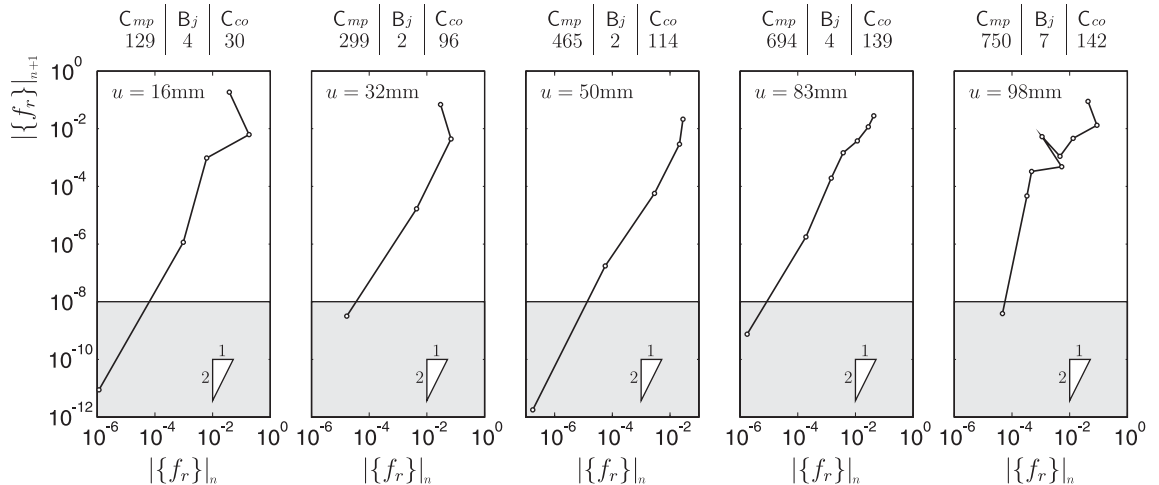 C_mp B_j C_co C_mp B_j C_co C_mp B_j C_co C_mp B_j C_co C_mp B_j C_co
129 4 30 299 2 96 465 2 114 694 4 139 750 7 142
|{f_r}|_{n+1}
10^0
10^-2
10^-4
10^-6
10^-8
10^-10
10^-12
u = 16mm u = 32mm u = 50mm u = 83mm u = 98mm
1 1 1 1 1
2 2 2 2 2
10^-6 10^-4 10^-2 10^0 10^-6 10^-4 10^-2 10^0 10^-6 10^-4 10^-2 10^0 10^-6 10^-4 10^-2 10^0 10^-6 10^-4 10^-2 10^0
|{f_r}|_n |{f_r}|_n |{f_r}|_n |{f_r}|_n |{f_r}|_n